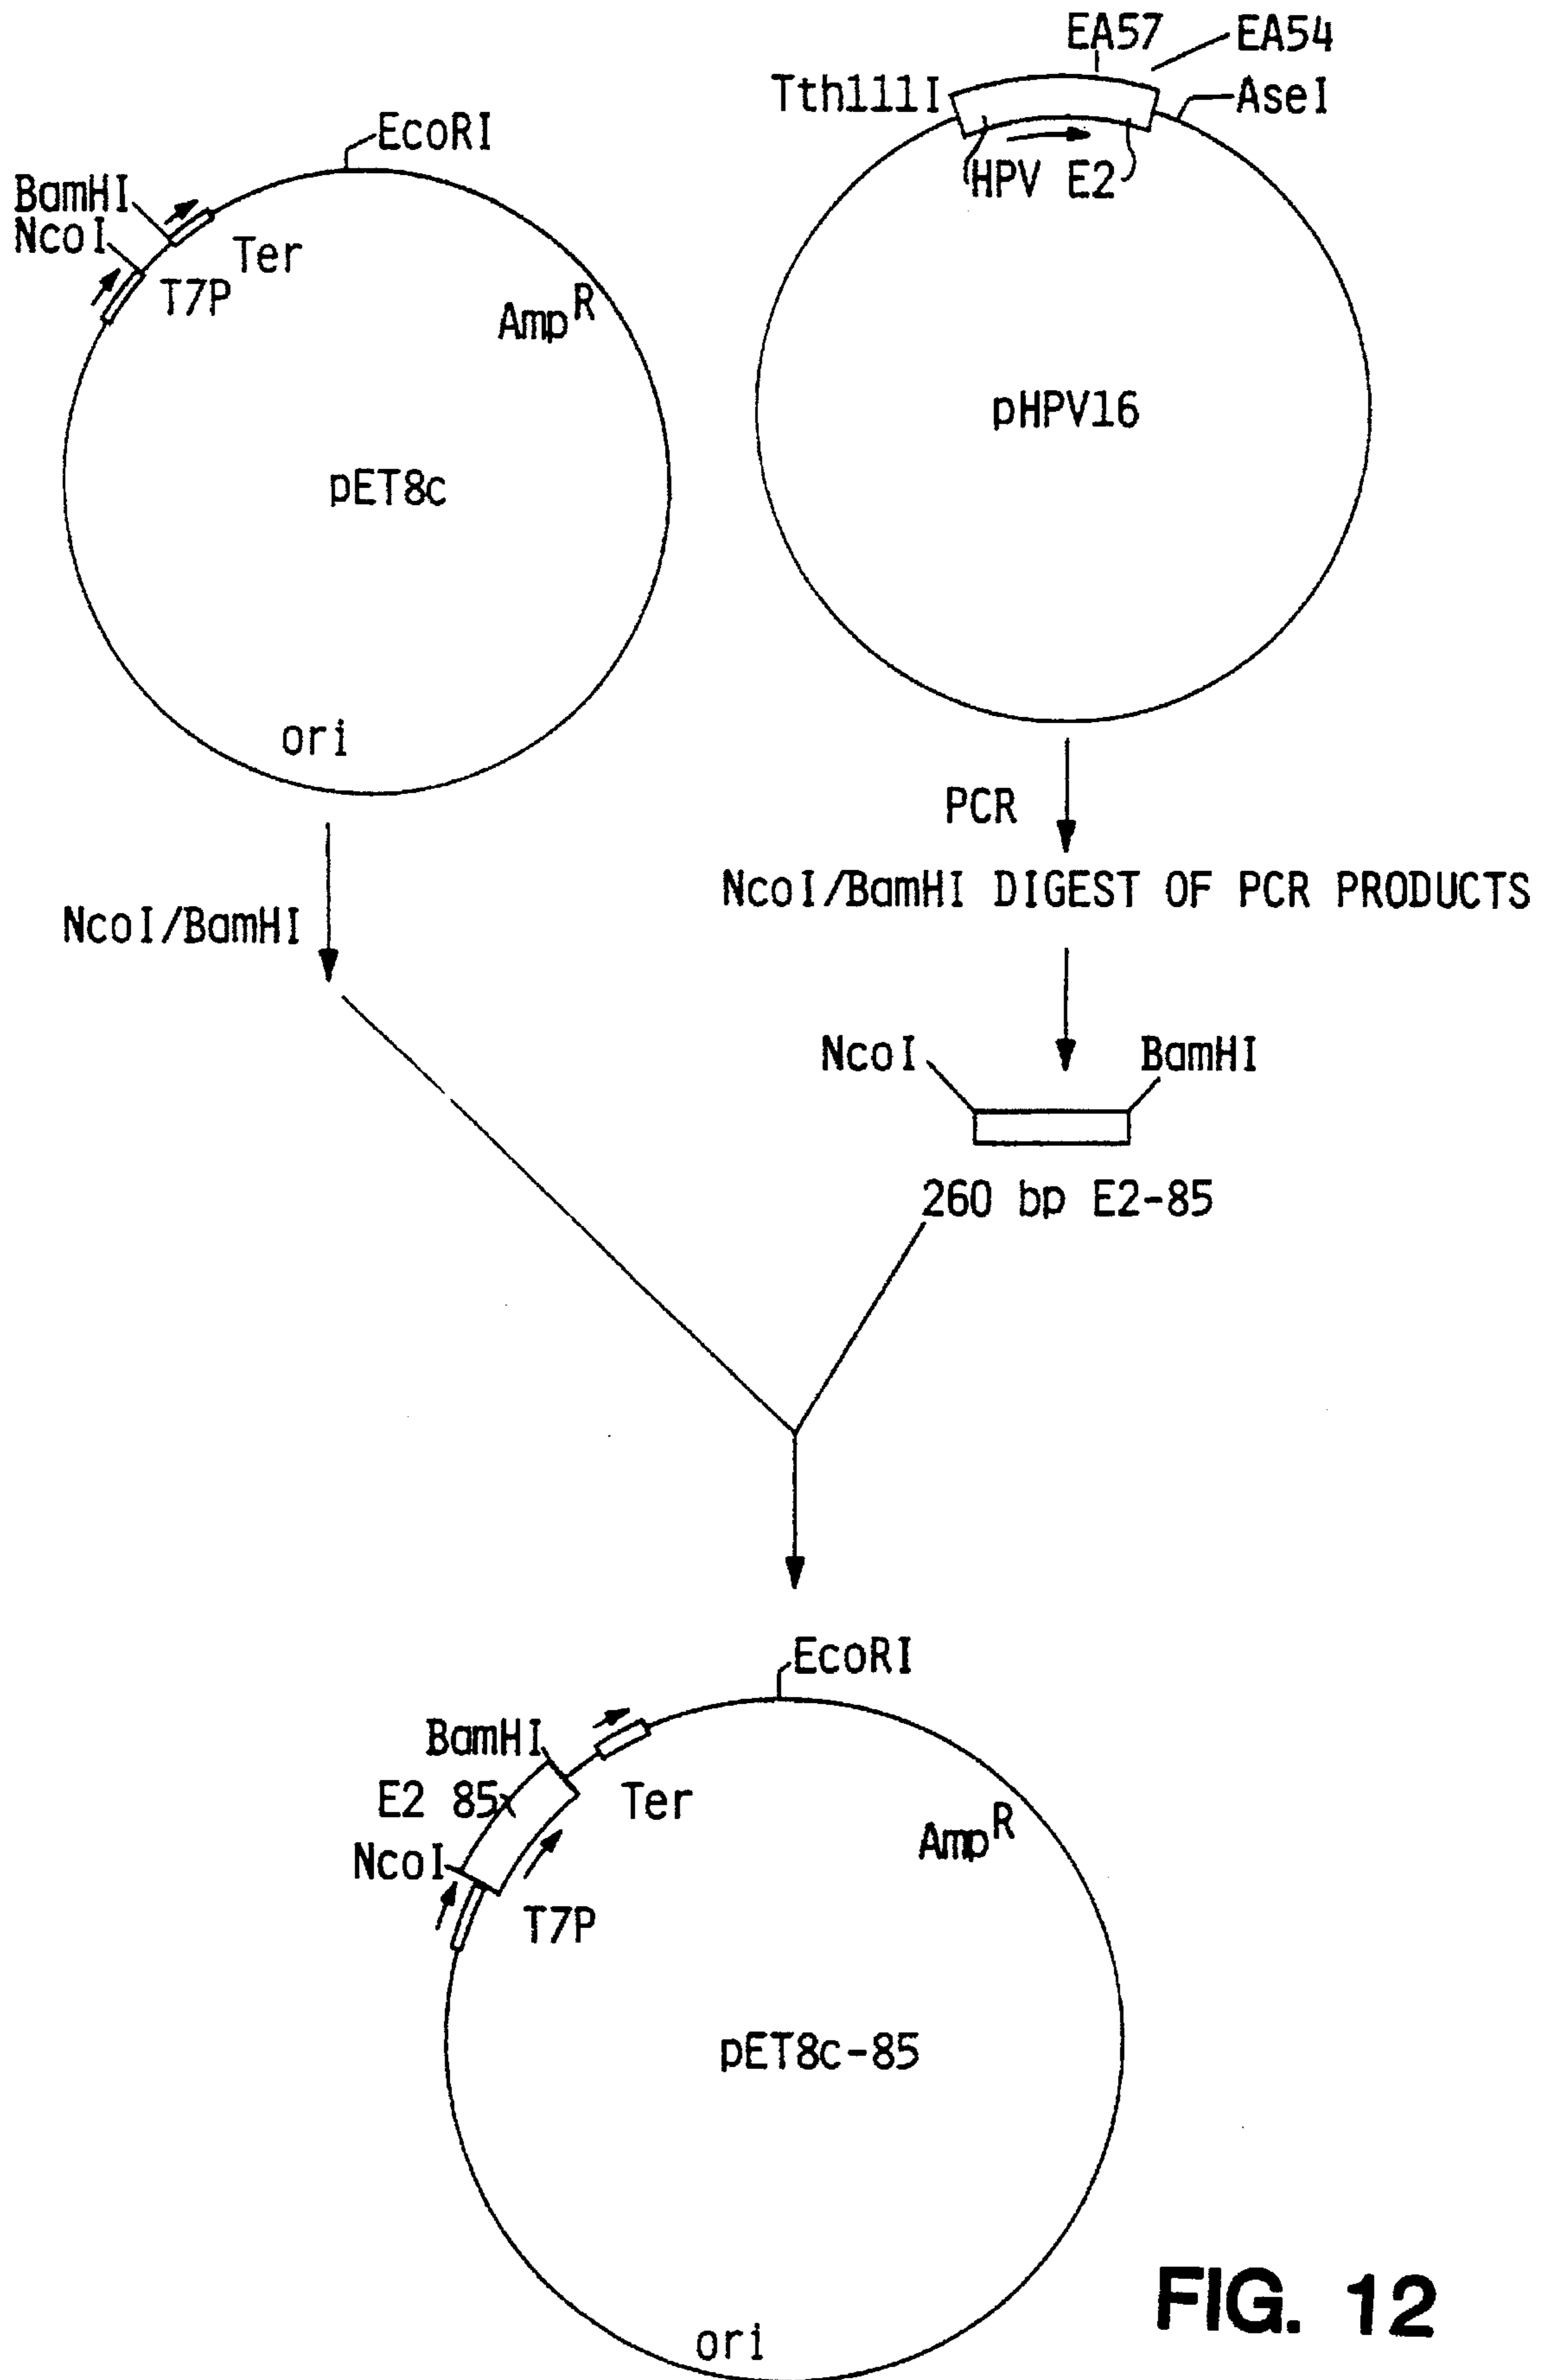 EA57
EA54
Tth111I
AseI
HPV E2
pHPV16
EcoRI
BamHI
NcoI
Ter
T7P
AmpR
pET8c
ori
PCR
NcoI/BamHI DIGEST OF PCR PRODUCTS
NcoI/BamHI
NcoI
BamHI
260 bp E2-85
EcoRI
BamHI
E2 85
Ter
NcoI
AmpR
T7P
pET8c-85
ori
FIG. 12